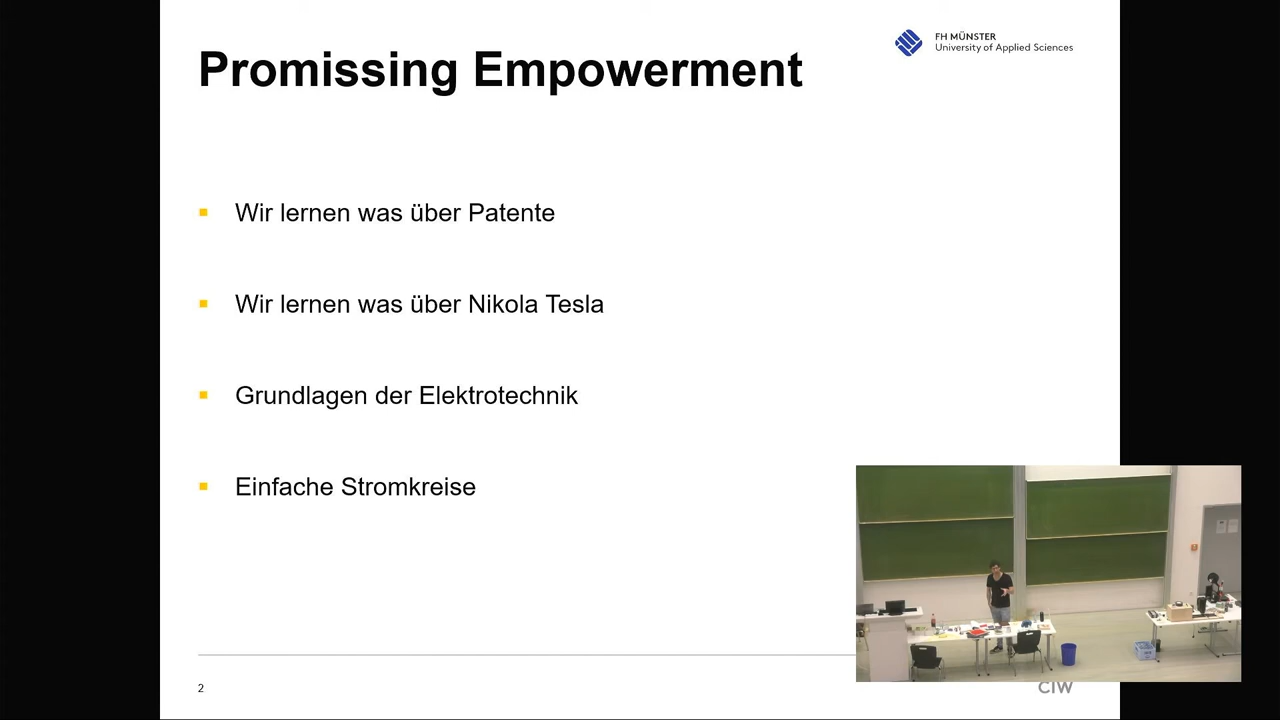 FH MÜNSTER
University of Applied Sciences
Promissing Empowerment
Wir lernen was über Patente
Wir lernen was über Nikola Tesla
Grundlagen der Elektrotechnik
Einfache Stromkreise
2
CIW